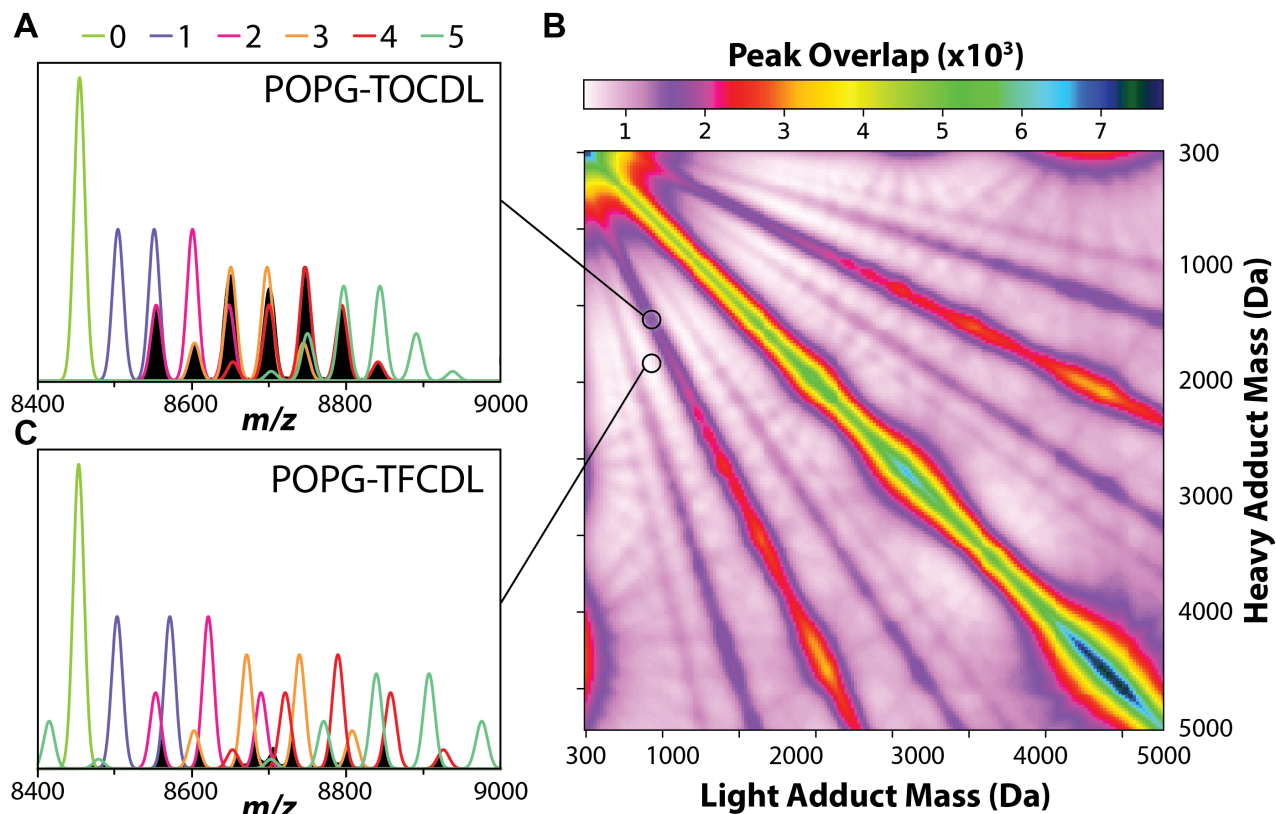 A
0 1 2 3 4 5
POPG-TOCDL
8400 8600 8800 9000
m/z
C
POPG-TFCDL
8400 8600 8800 9000
m/z
B
Peak Overlap (x10³)
1 2 3 4 5 6 7
300
1000
2000
3000
4000
5000
Heavy Adduct Mass (Da)
300 1000 2000 3000 4000 5000
Light Adduct Mass (Da)